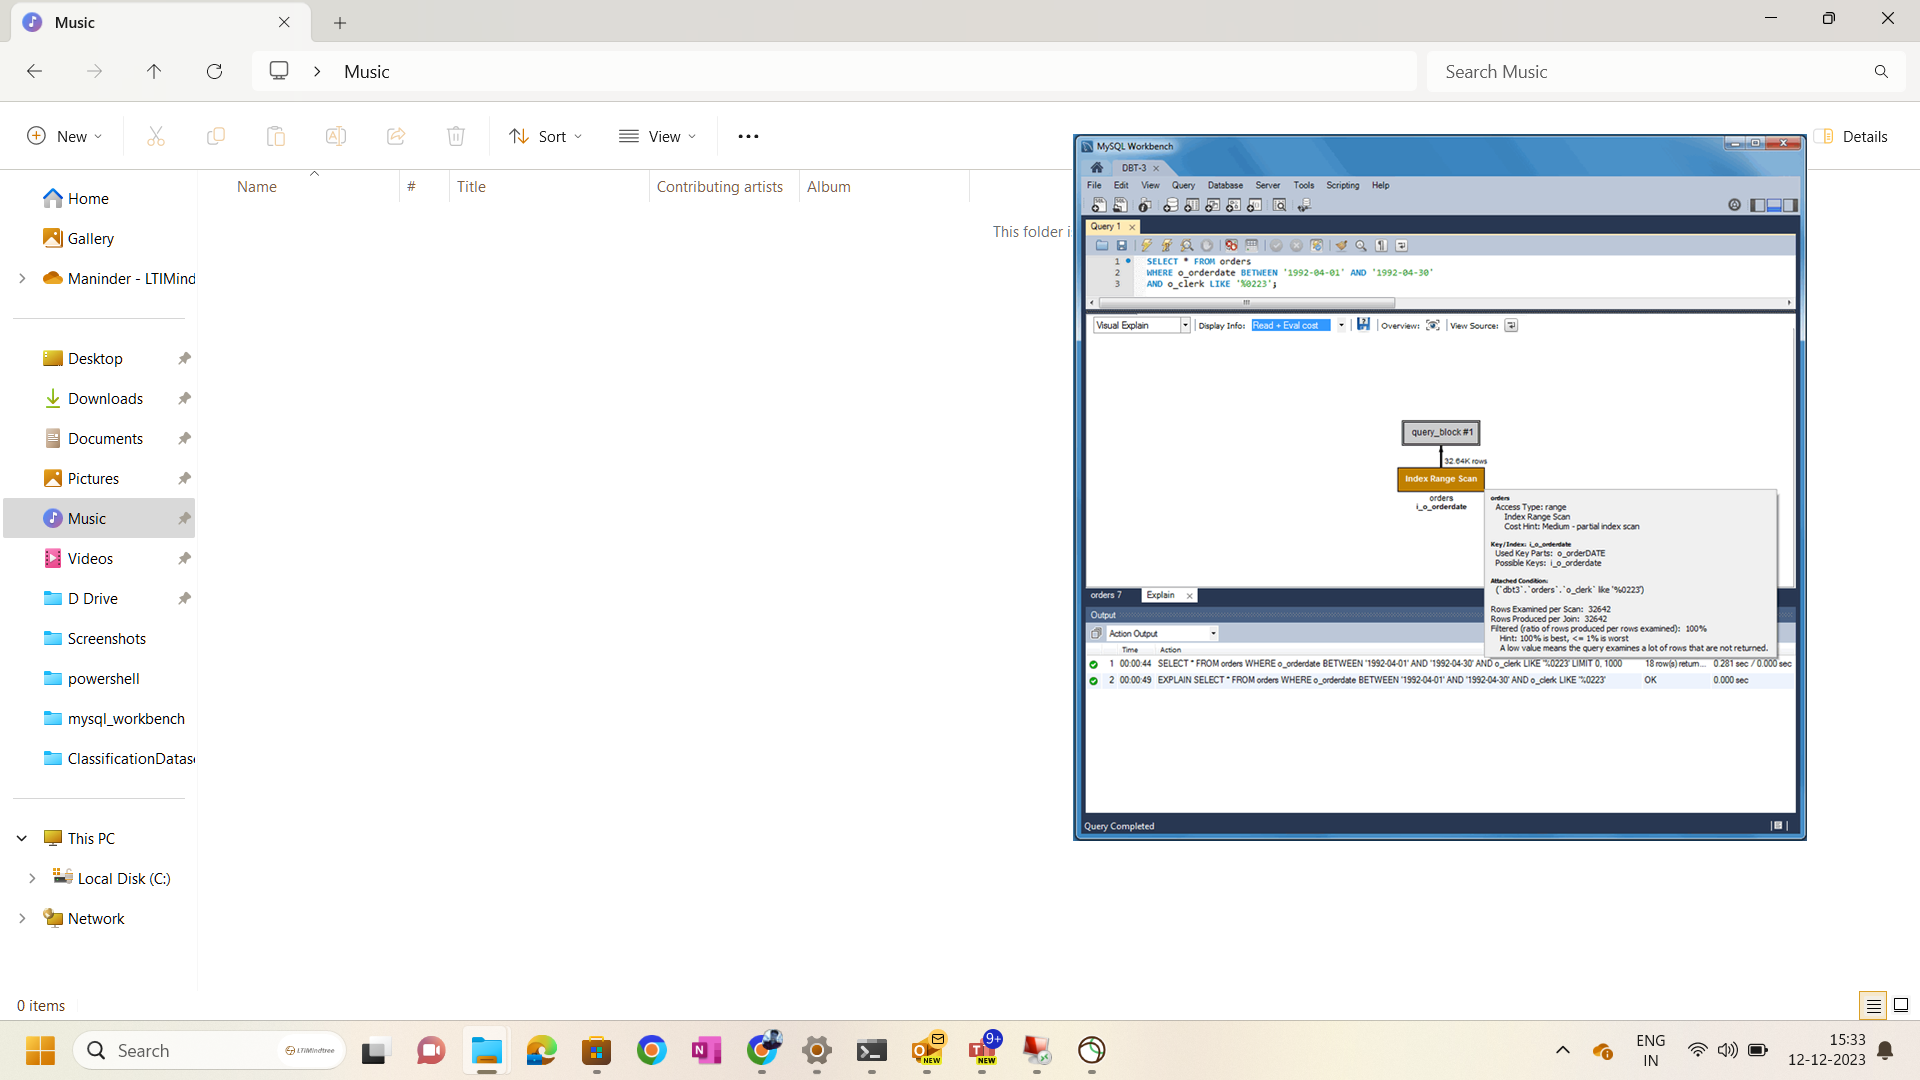 Music
Music
Search Music
New
Sort
View
Details
Home
Gallery
Maninder - LTIMind
Desktop
Downloads
Documents
Pictures
Music
Videos
D Drive
Screenshots
powershell
mysql_workbench
ClassificationDatas
This PC
Local Disk (C:)
Network
Name
#
Title
Contributing artists
Album
This folder i
MySQL Workbench
DBT-3
File Edit View Query Database Server Tools Scripting Help
Query 1
1 SELECT * FROM orders
2 WHERE o_orderdate BETWEEN '1992-04-01' AND '1992-04-30'
3 AND o_clerk LIKE '%0223';
Visual Explain Display Info: Read + Eval cost Overview: View Source:
query_block #1
32.64K rows
Index Range Scan
orders
i_o_orderdate
orders
Access Type: range
Index Range Scan
Cost Hint: Medium - partial index scan
Key/Index: i_o_orderdate
Used Key Parts: o_orderDATE
Possible Keys: i_o_orderdate
Attached Condition:
(`dbt3`.`orders`.`o_clerk` like '%0223')
Rows Examined per Scan: 32642
Rows Produced per Join: 32642
Filtered (ratio of rows produced per rows examined): 100%
Hint: 100% is best, <= 1% is worst
A low value means the query examines a lot of rows that are not returned.
orders 7 Explain
Output
Action Output
Time Action
1 00:00:44 SELECT * FROM orders WHERE o_orderdate BETWEEN '1992-04-01' AND '1992-04-30' AND o_clerk LIKE '%0223' LIMIT 0, 1000 18 row(s) return... 0.281 sec / 0.000 sec
2 00:00:49 EXPLAIN SELECT * FROM orders WHERE o_orderdate BETWEEN '1992-04-01' AND '1992-04-30' AND o_clerk LIKE '%0223' OK 0.000 sec
Query Completed
0 items
Search
LTIMindtree
NEW
9+
NEW
ENG
IN
15:33
12-12-2023